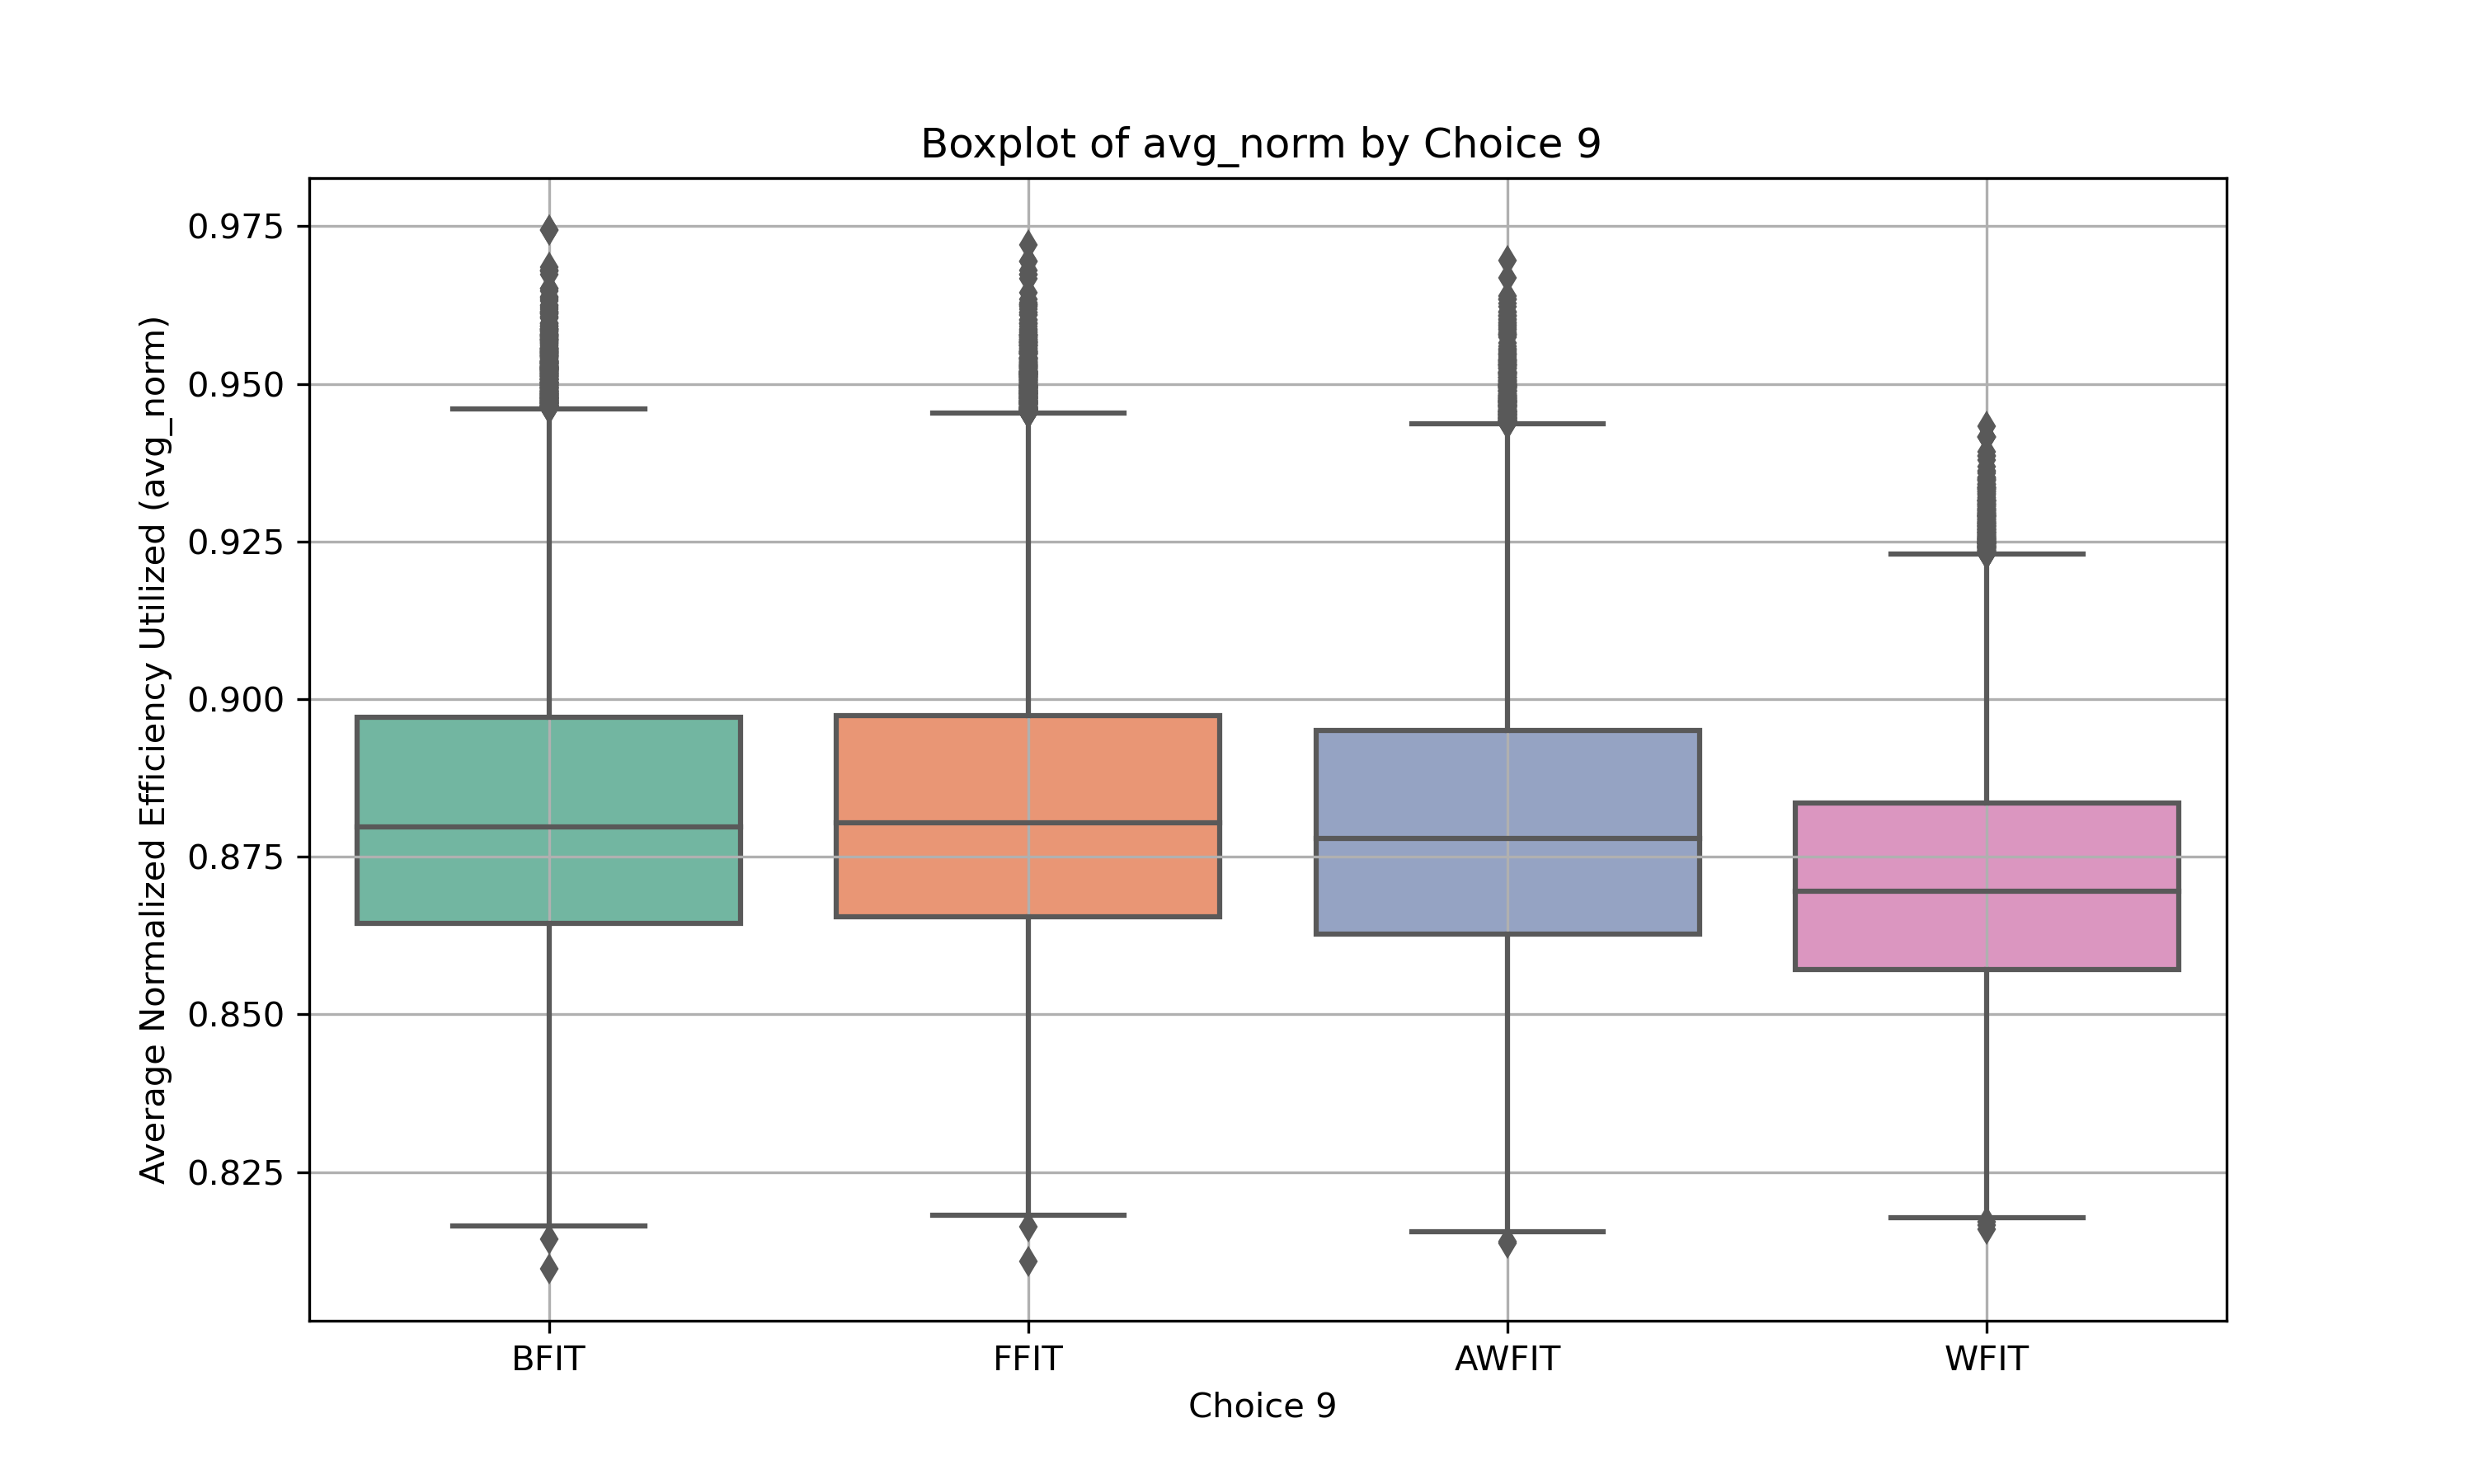 Boxplot of avg_norm by Choice 9
Average Normalized Efficiency Utilized (avg_norm)
0.975
0.950
0.925
0.900
0.875
0.850
0.825
BFIT FFIT AWFIT WFIT
Choice 9